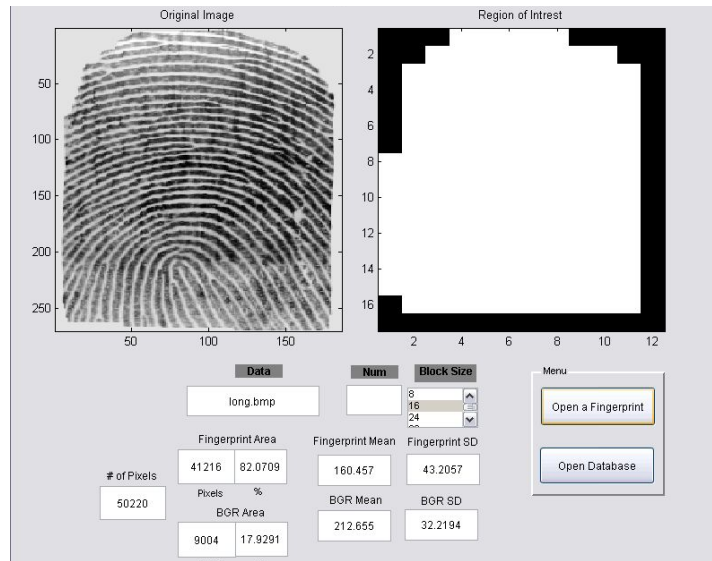 Original Image
Region of Intrest
50
100
150
200
250
50 100 150
2
4
6
8
10
12
14
16
2 4 6 8 10 12
Data
Num
Block Size
Menu
long.bmp
8
16
24
Open a Fingerprint
Fingerprint Area
Fingerprint Mean
Fingerprint SD
# of Pixels
41216 82.0709
160.457
43.2057
Open Database
50220
Pixels %
BGR Area
BGR Mean
BGR SD
9004 17.9291
212.655
32.2194